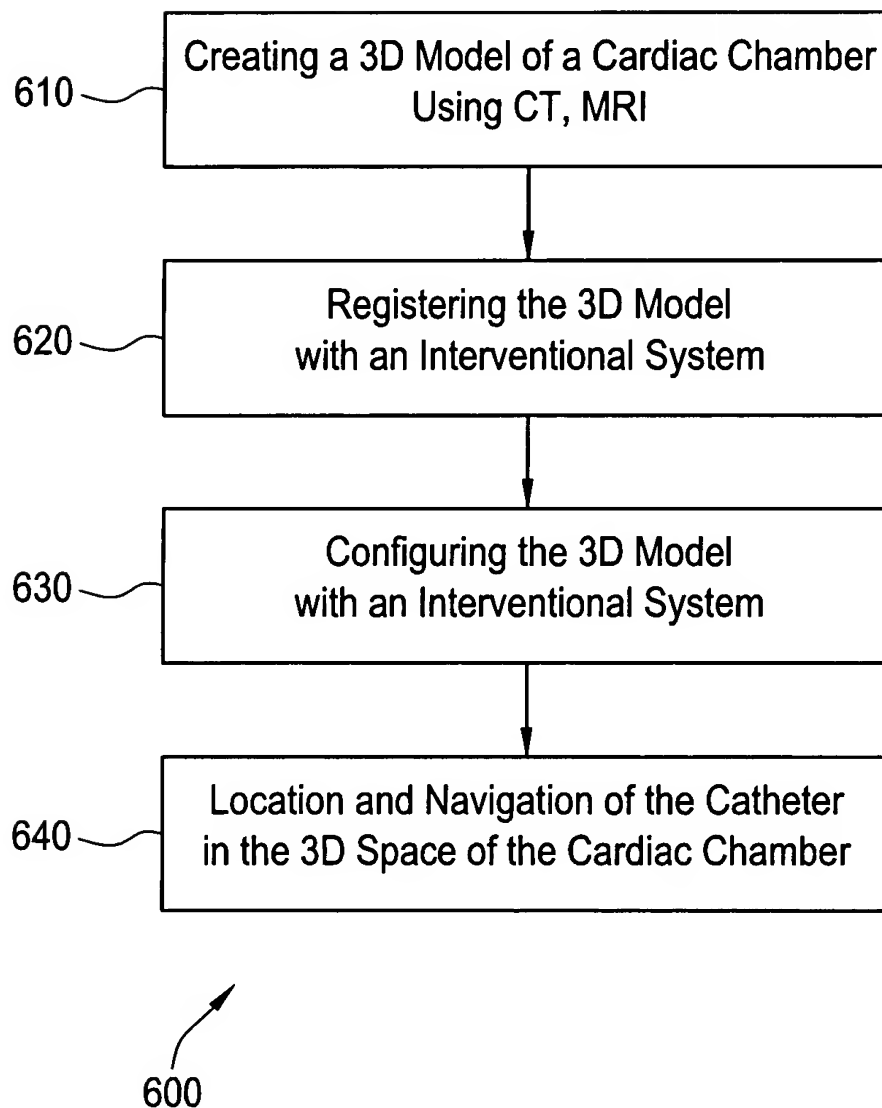 Creating a 3D Model of a Cardiac Chamber
Using CT, MRI
610
Registering the 3D Model
with an Interventional System
620
Configuring the 3D Model
with an Interventional System
630
Location and Navigation of the Catheter
in the 3D Space of the Cardiac Chamber
640
600